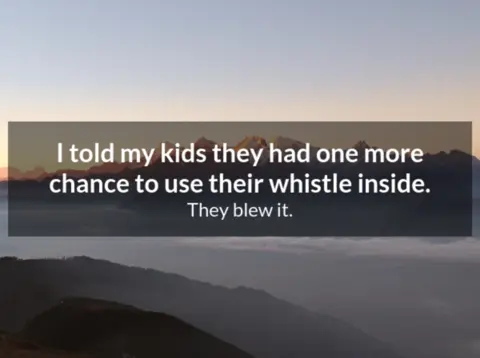 I told my kids they had one more
chance to use their whistle inside.
They blew it.